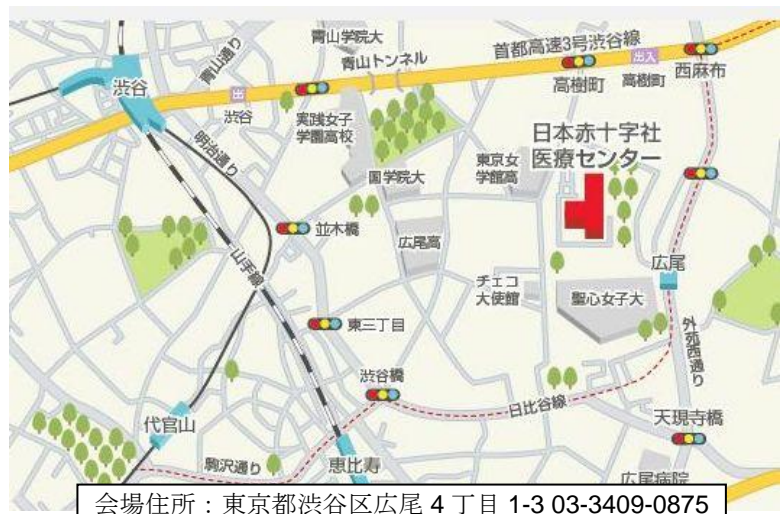 青山学院大
青山トンネル
首都高速3号渋谷線
出入
青山通り
渋谷
出
渋谷
実践女子
学園高校
高樹町
高樹町
西麻布
日本赤十字社
医療センター
明治通り
国学院大
東京女
学館高
並木橋
広尾高
広尾
山手線
チェコ
大使館
聖心女子大
東三丁目
外苑西通り
渋谷橋
日比谷線
代官山
天現寺橋
駒沢通り
恵比寿
広尾病院
会場住所:東京都渋谷区広尾 4 丁目 1-3 03-3409-0875